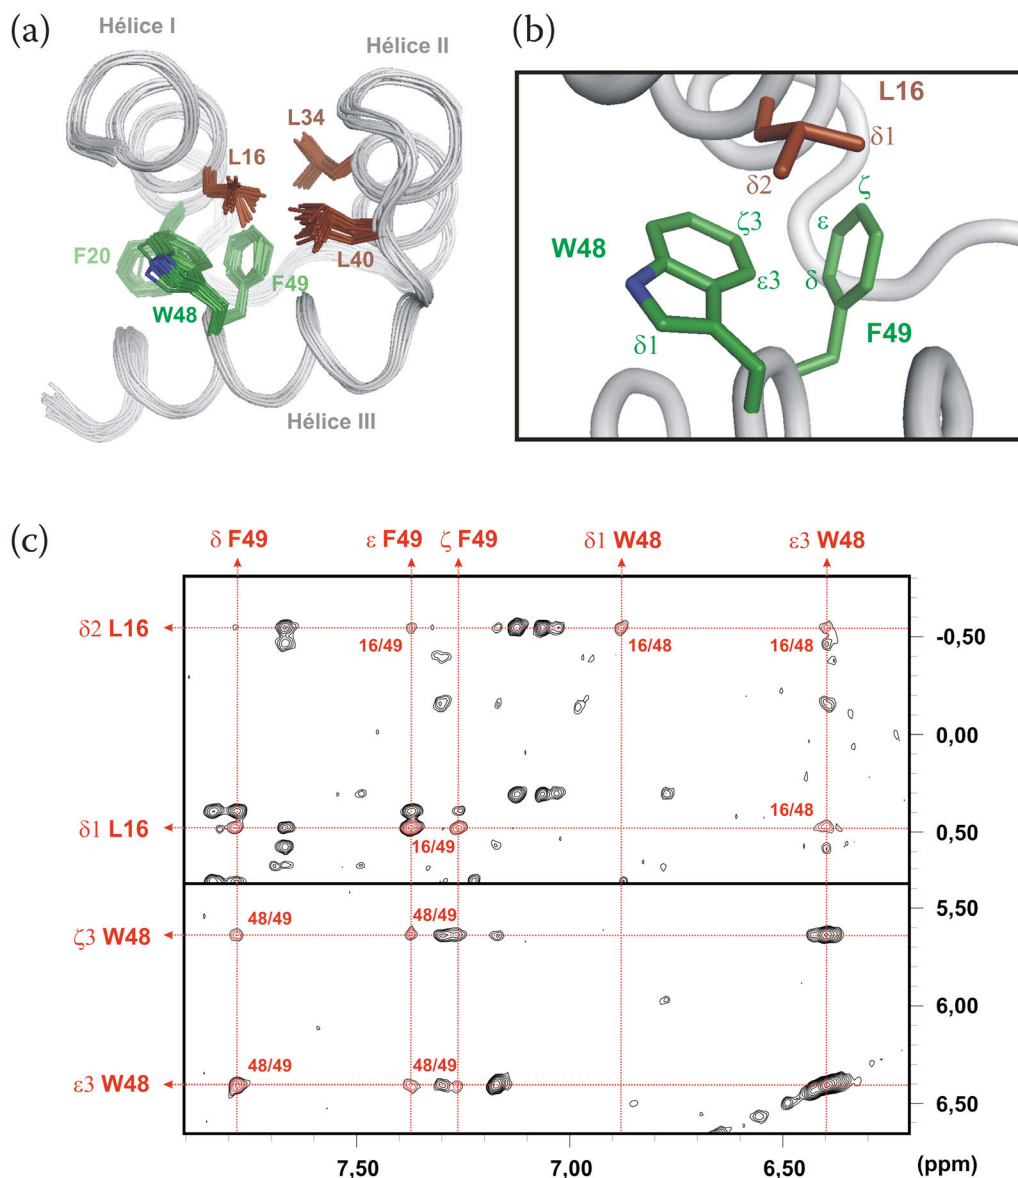 (a)
Hélice I
Hélice II
L34
L16
F20
L40
F49
W48
Hélice III
(b)
L16
δ1
δ2
ζ
ζ3
ε
W48
ε3
δ
δ1
F49
(c)
δ F49
ε F49
ζ F49
δ1 W48
ε3 W48
δ2 L16
-0,50
16/49
16/48
16/48
0,00
16/48
δ1 L16
0,50
16/49
5,50
48/49
48/49
ζ3 W48
6,00
48/49
48/49
ε3 W48
6,50
7,50
7,00
6,50
(ppm)